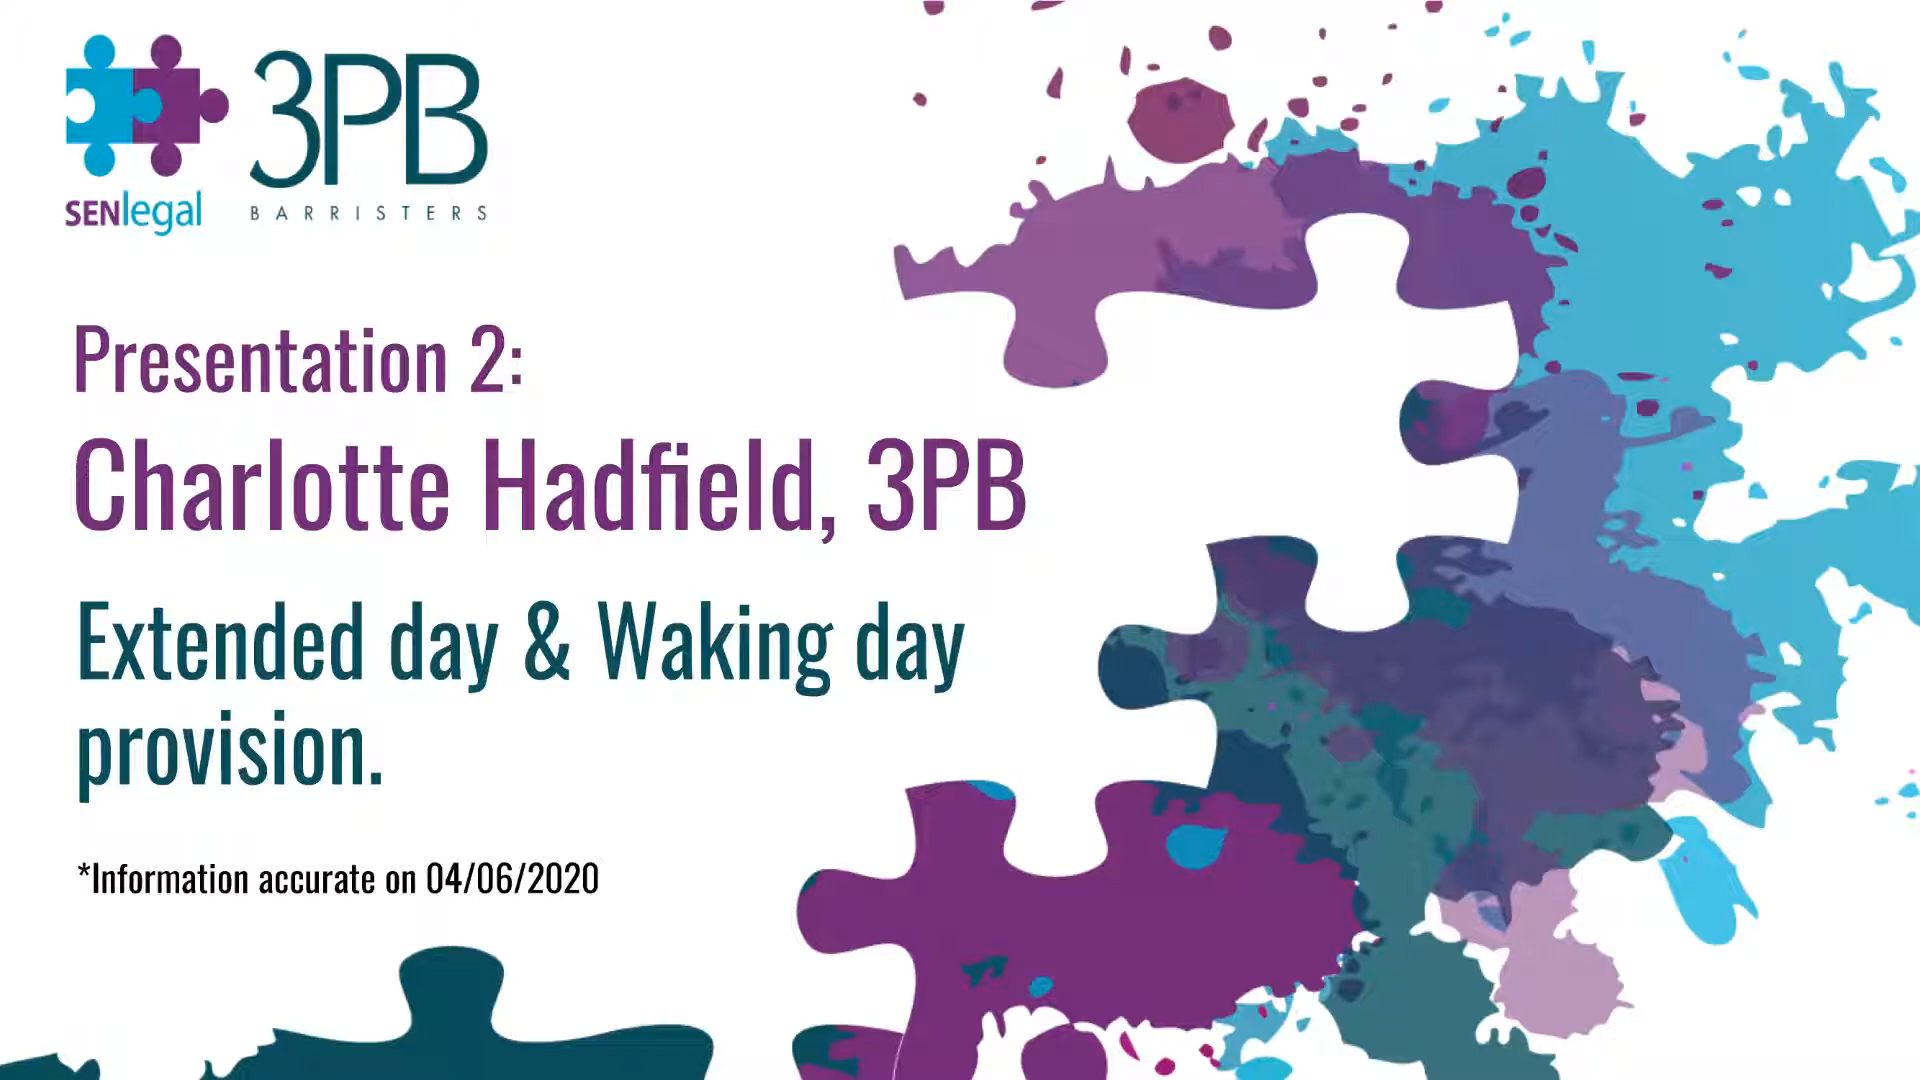 SENlegal
3PB
BARRISTERS
Presentation 2:
Charlotte Hadfield, 3PB
Extended day & Waking day
provision.
*Information accurate on 04/06/2020